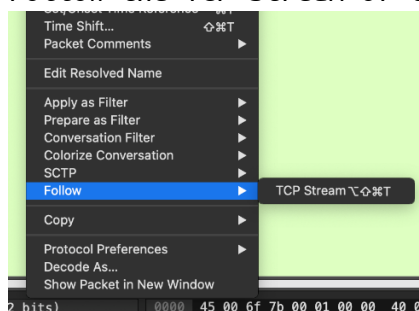 Time Shift... ⇧⌘T
Packet Comments ▶
Edit Resolved Name
Apply as Filter ▶
Prepare as Filter ▶
Conversation Filter ▶
Colorize Conversation ▶
SCTP ▶
Follow ▶ TCP Stream ⌥⇧⌘T
Copy ▶
Protocol Preferences ▶
Decode As...
Show Packet in New Window
bits) 0000 45 00 6f 7b 00 01 00 00 40